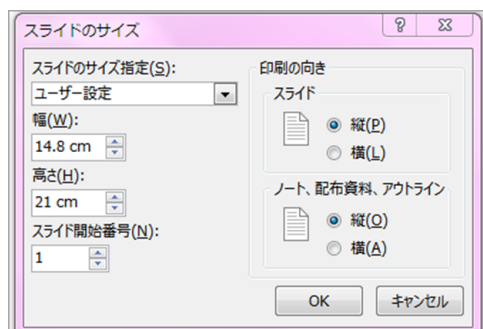 スライドのサイズ
スライドのサイズ指定(S):
ユーザー設定
幅(W):
14.8 cm
高さ(H):
21 cm
スライド開始番号(N):
1
印刷の向き
スライド
縦(P)
横(L)
ノート、配布資料、アウトライン
縦(O)
横(A)
OK
キャンセル